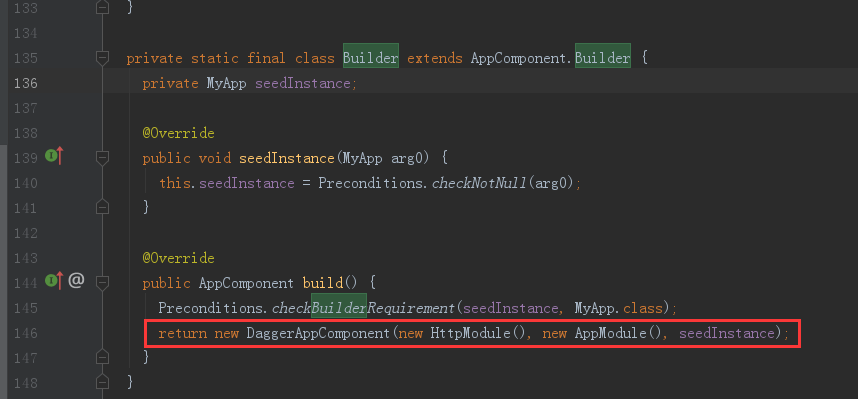 133 }
134
135 private static final class Builder extends AppComponent.Builder {
136 private MyApp seedInstance;
137
138 @Override
139 public void seedInstance(MyApp arg0) {
140 this.seedInstance = Preconditions.checkNotNull(arg0);
141 }
142
143 @Override
144 @ public AppComponent build() {
145 Preconditions.checkBuilderRequirement(seedInstance, MyApp.class);
146 return new DaggerAppComponent(new HttpModule(), new AppModule(), seedInstance);
147 }
148 }